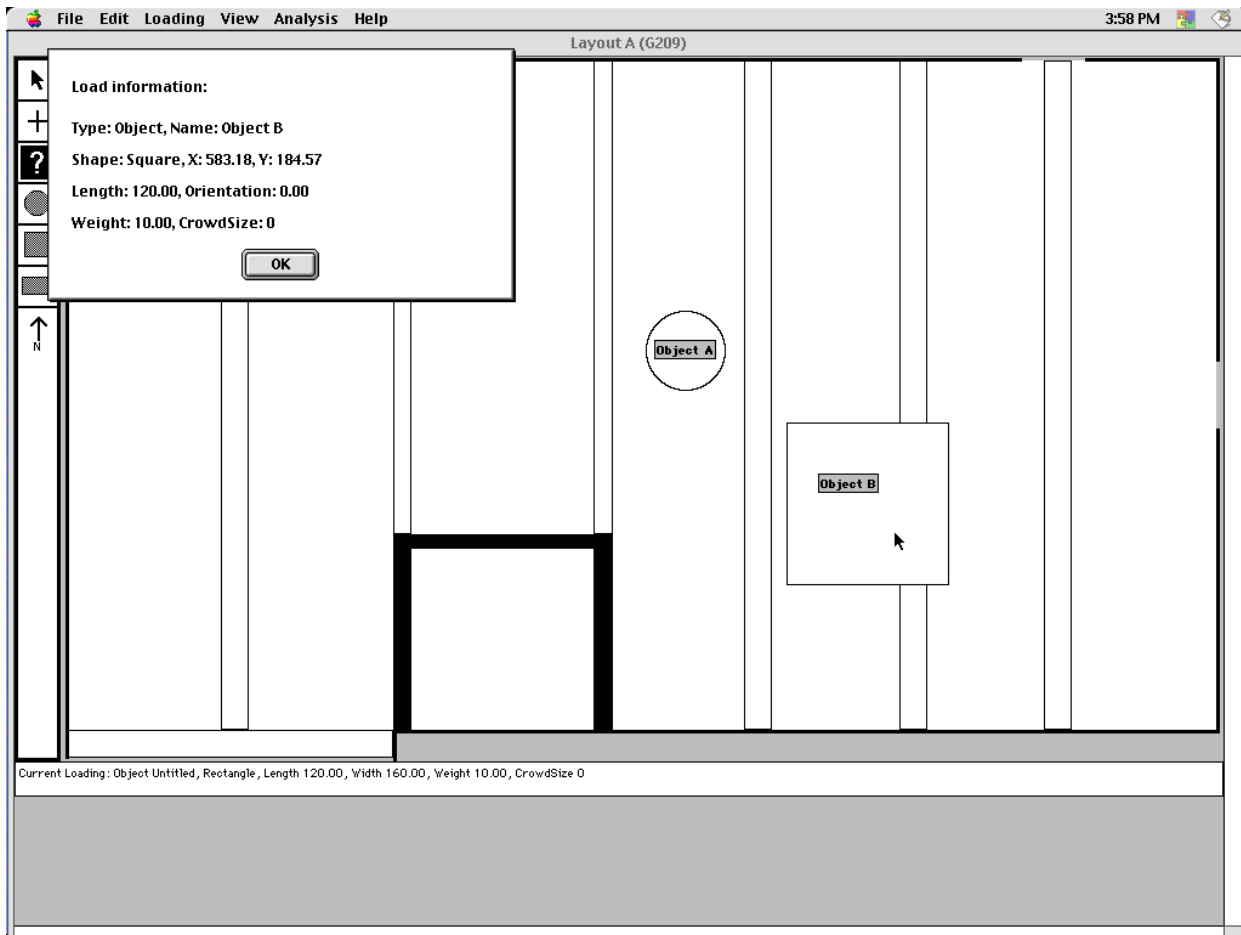 File Edit Loading View Analysis Help 3:58 PM
Layout A (G209)
Load information:
Type: Object, Name: Object B
Shape: Square, X: 583.18, Y: 184.57
Length: 120.00, Orientation: 0.00
Weight: 10.00, CrowdSize: 0
OK
?
N
Object A
Object B
Current Loading: Object Untitled, Rectangle, Length 120.00, Width 160.00, Weight 10.00, CrowdSize 0